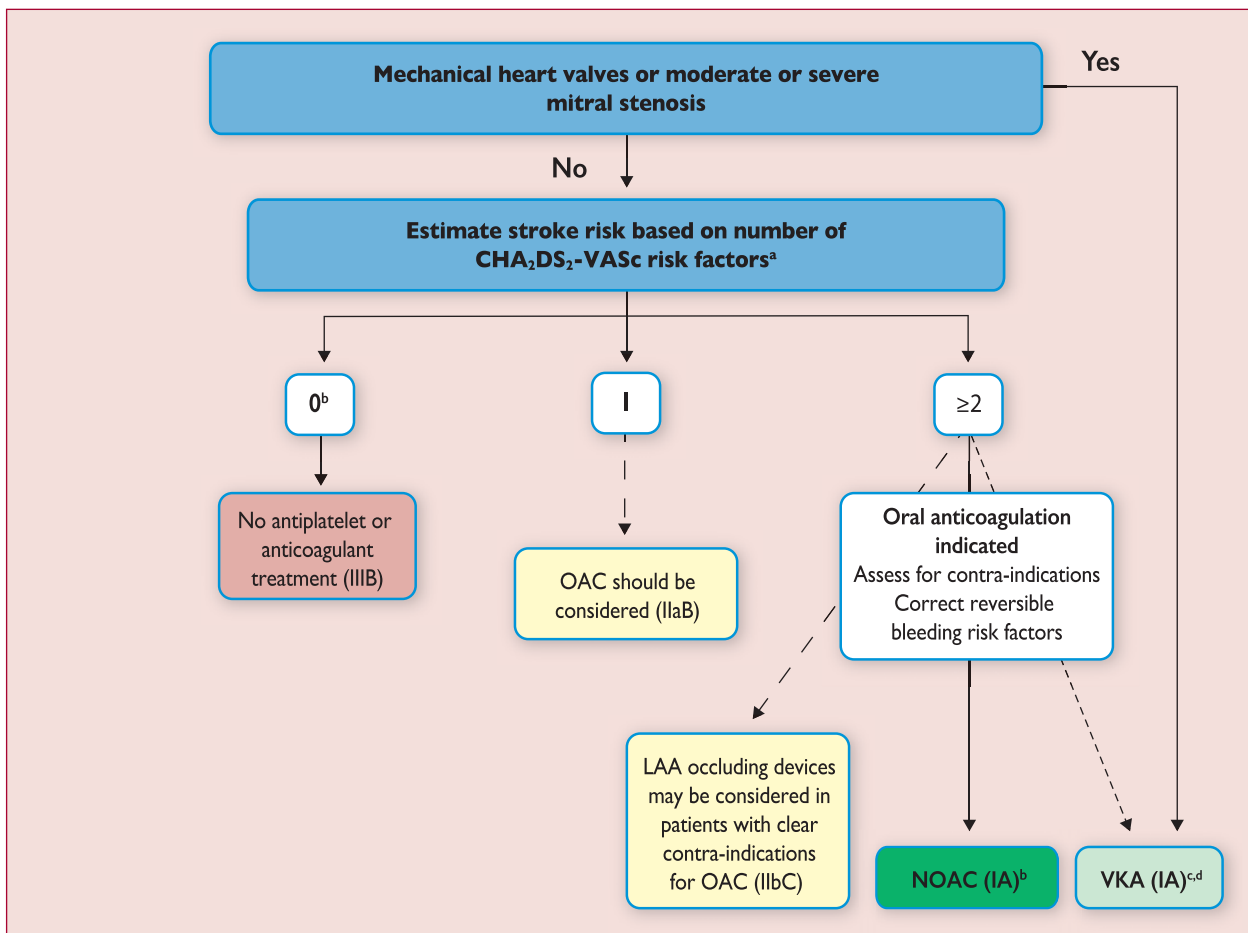 Mechanical heart valves or moderate or severe
mitral stenosis
Yes
No
Estimate stroke risk based on number of
CHA₂DS₂-VASc risk factorsᵃ
0ᵇ
1
≥2
No antiplatelet or
anticoagulant
treatment (IIIB)
OAC should be
considered (IIaB)
Oral anticoagulation
indicated
Assess for contra-indications
Correct reversible
bleeding risk factors
LAA occluding devices
may be considered in
patients with clear
contra-indications
for OAC (IIbC)
NOAC (IA)ᵇ
VKA (IA)ᶜ,ᵈ